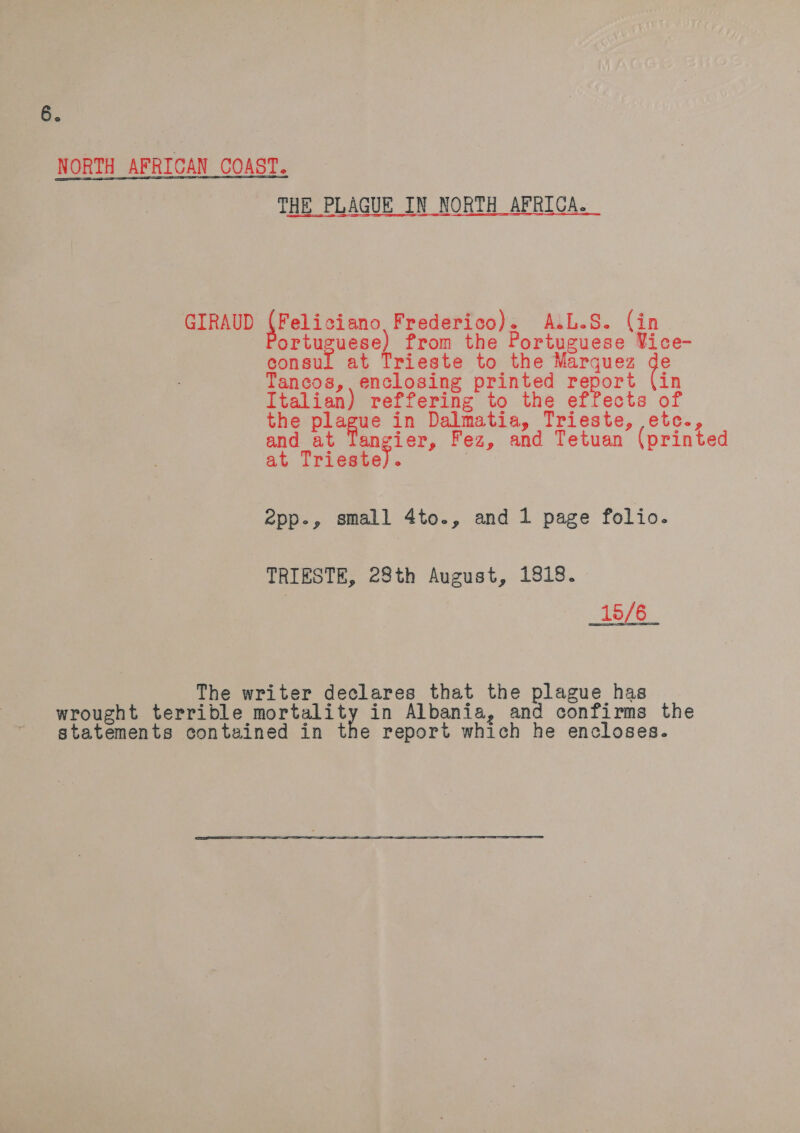 MAGGS BROS.
6.
NORTH AFRICAN COAST.
THE PLAGUE IN NORTH AFRICA.
GIRAUD (Feliciano Frederico). A.L.S. (in
Portuguese) from the Portuguese Vice-
consul at Trieste to the Marquez de
Tancos, enclosing printed report (in
Italian) reffering to the effects of
the plague in Dalmatia, Trieste, etc.,
and at Tangier, Fez, and Tetuan (printed
at Trieste).
2pp., small 4to., and 1 page folio.
TRIESTE, 28th August, 1818.
15/6
The writer declares that the plague has
wrought terrible mortality in Albania, and confirms the
statements contained in the report which he encloses.